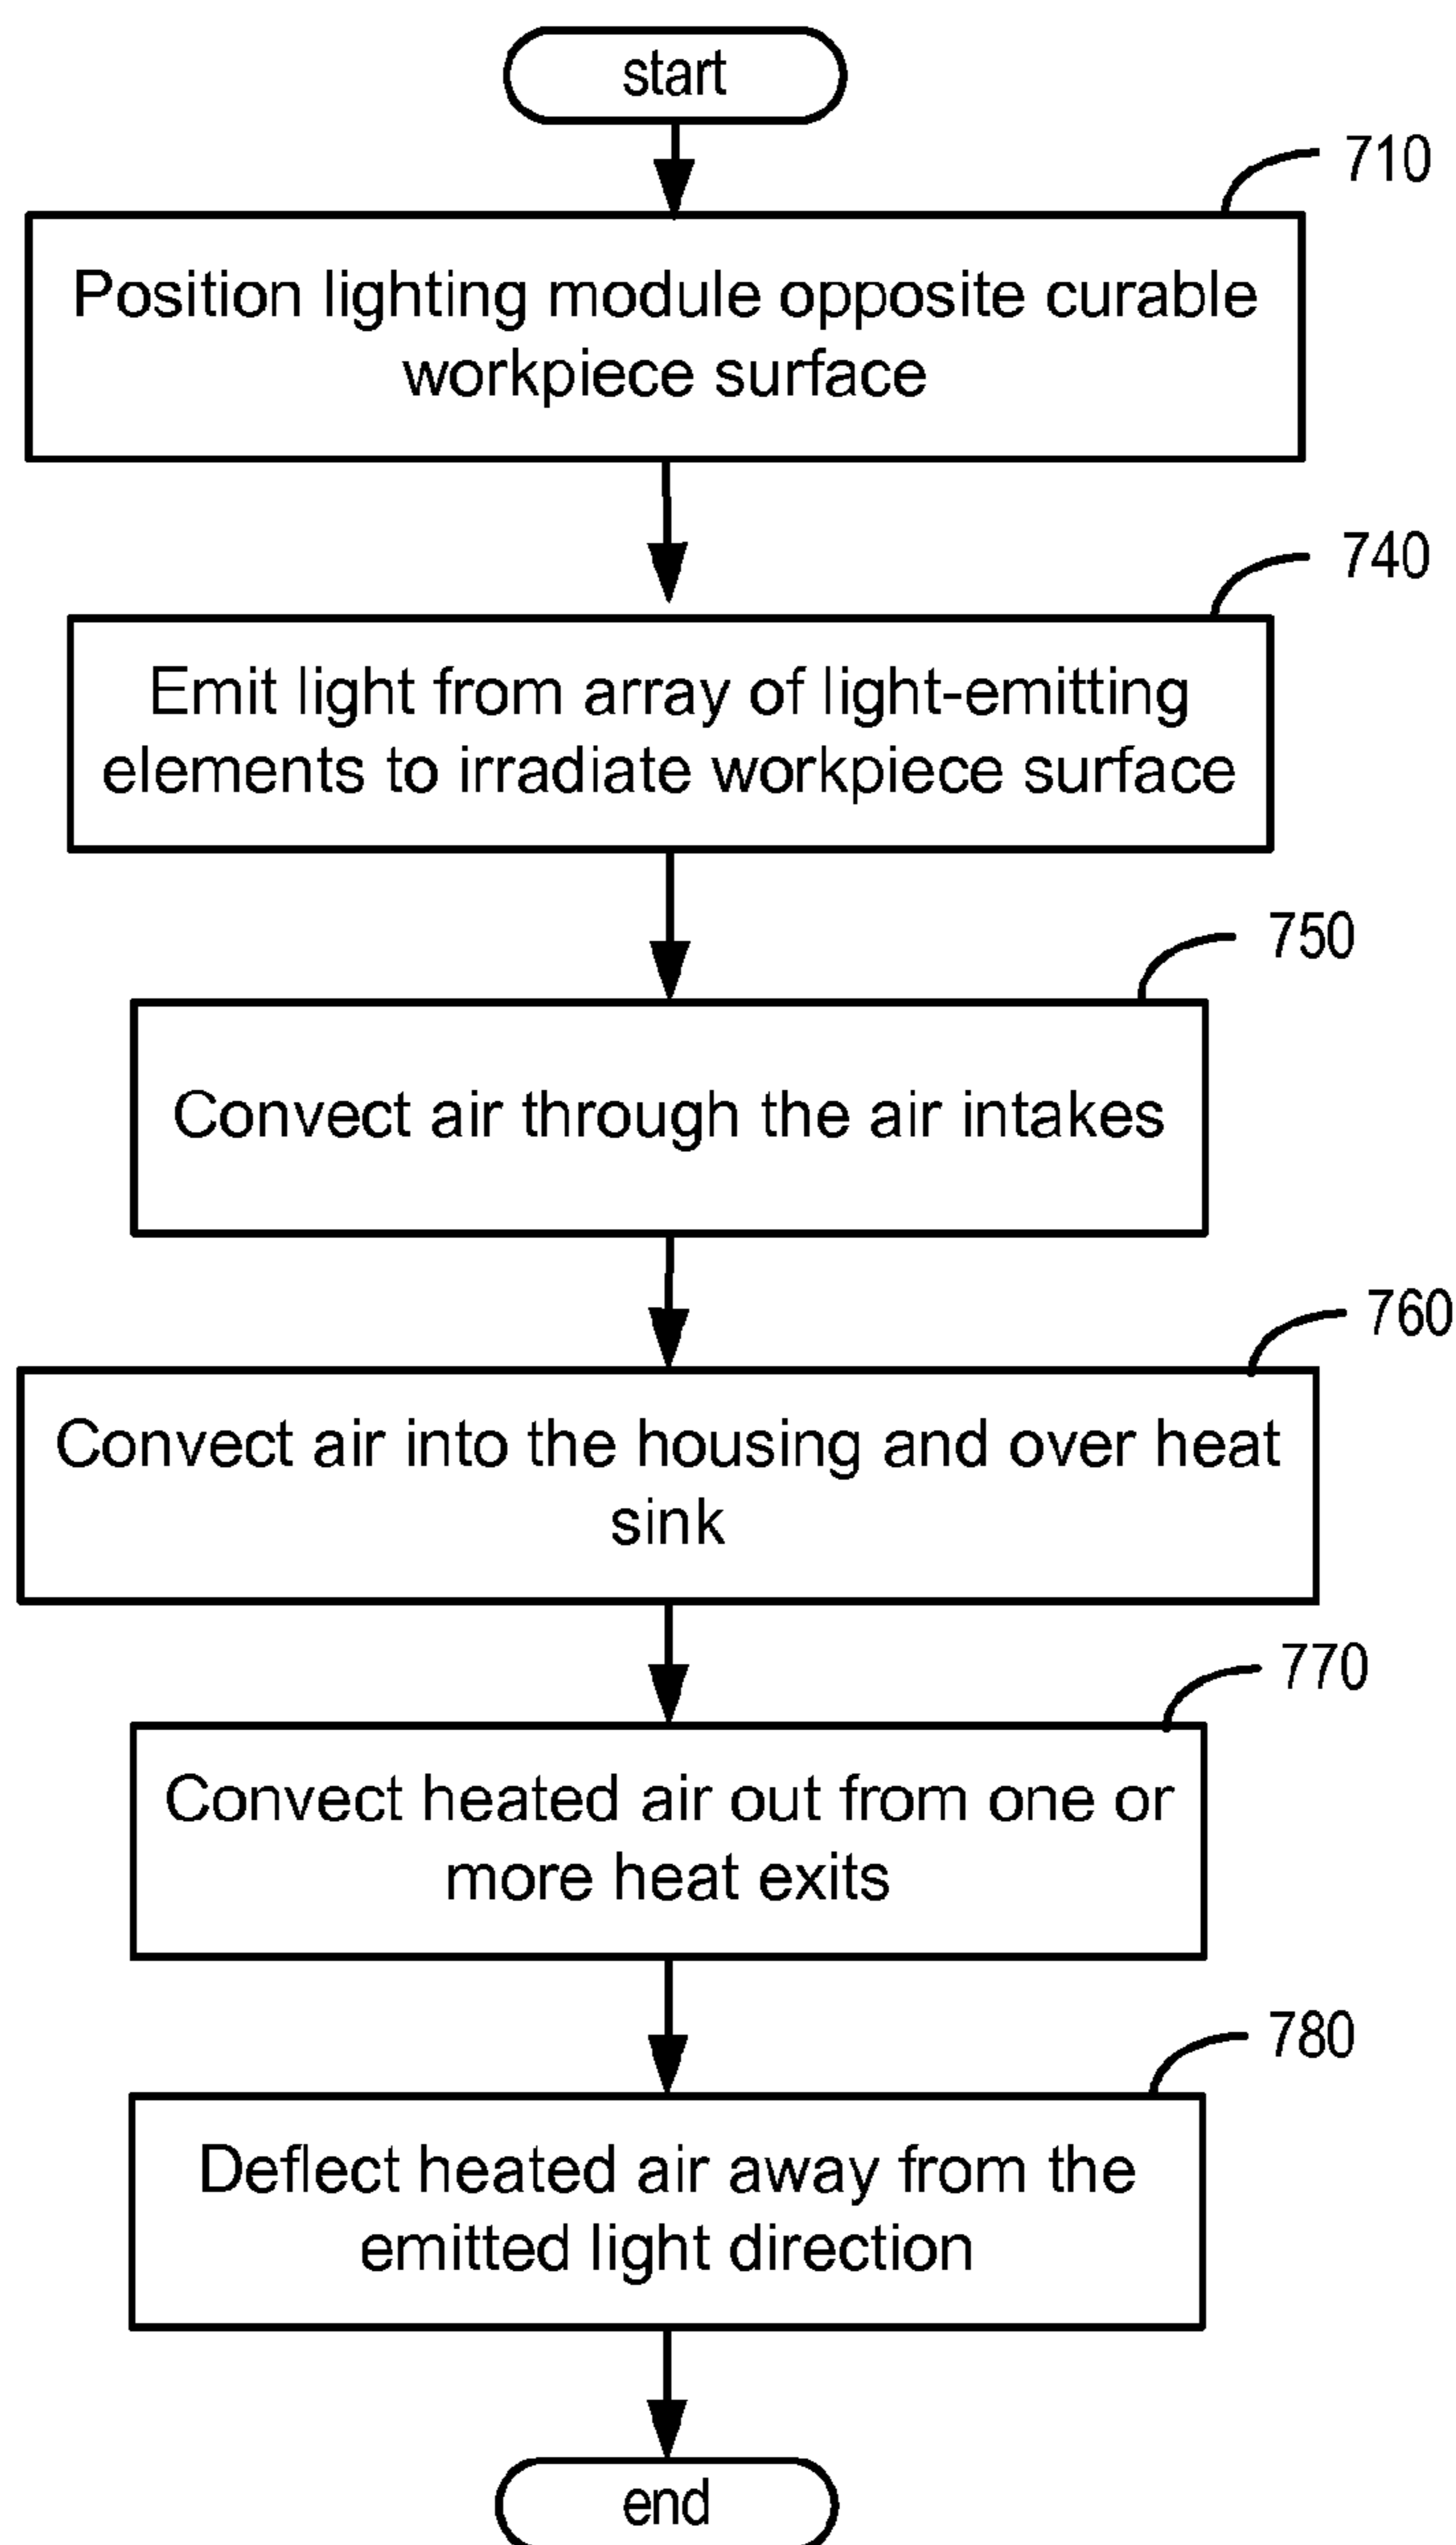 start
710
Position lighting module opposite curable
workpiece surface
740
Emit light from array of light-emitting
elements to irradiate workpiece surface
750
Convect air through the air intakes
760
Convect air into the housing and over heat
sink
770
Convect heated air out from one or
more heat exits
780
Deflect heated air away from the
emitted light direction
end